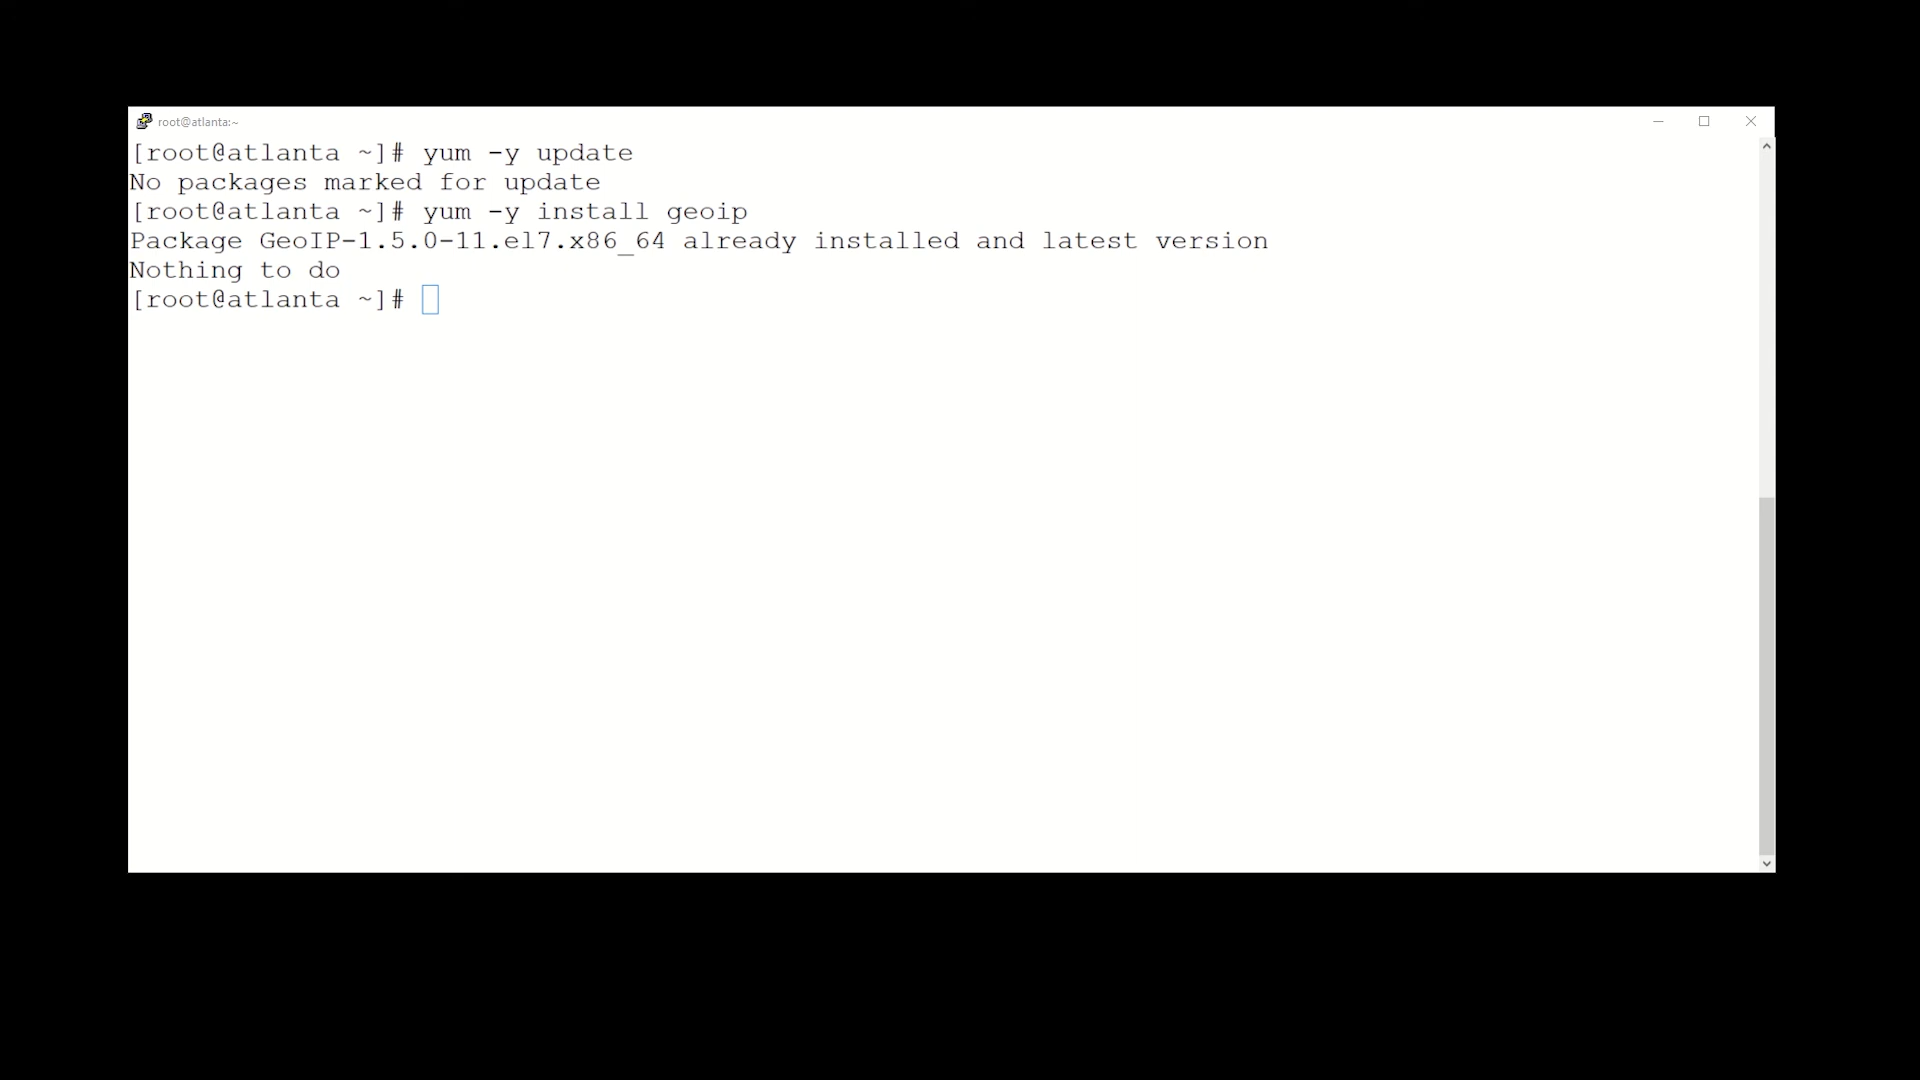 root@atlanta:~
[root@atlanta ~]# yum -y update
No packages marked for update
[root@atlanta ~]# yum -y install geoip
Package GeoIP-1.5.0-11.el7.x86_64 already installed and latest version
Nothing to do
[root@atlanta ~]#